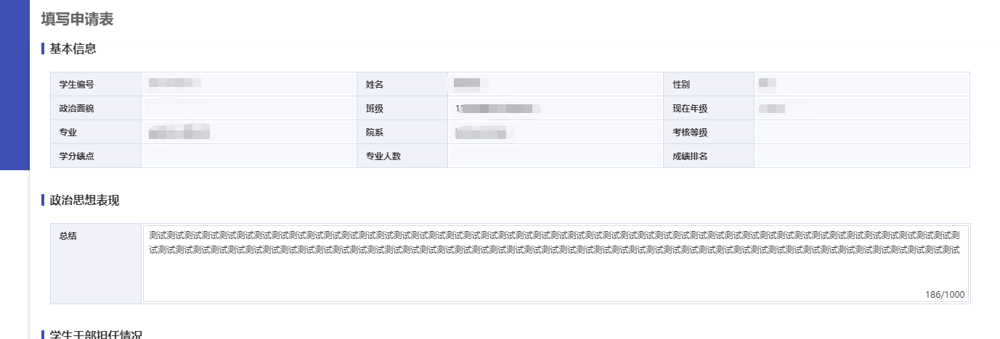 填写申请表
基本信息
学生编号 姓名 性别
政治面貌 班级 现在年级
专业 院系 考核等级
学分绩点 专业人数 成绩排名
政治思想表现
总结 测试测试测试测试测试测试测试测试测试测试测试测试测试测试测试测试测试测试测试测试测试测试测试测试测试测试测试测试测试测试测试测试测试测试测试测试测试测试测试测试测试测试测试测试测试测试测
试测试测试测试测试测试测试测试测试测试测试测试测试测试测试测试测试测试测试测试测试测试测试测试测试测试测试测试测试测试测试测试测试测试测试测试测试测试测试测试测试测试测试测试测试测试测试
186/1000
学生干部担任情况